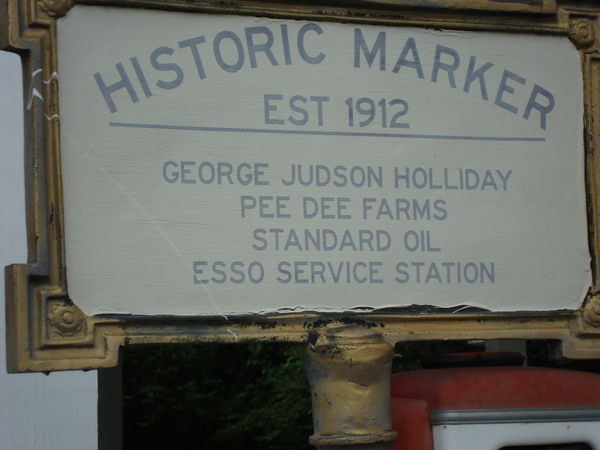 HISTORIC MARKER
EST 1912
GEORGE JUDSON HOLLIDAY
PEE DEE FARMS
STANDARD OIL
ESSO SERVICE STATION